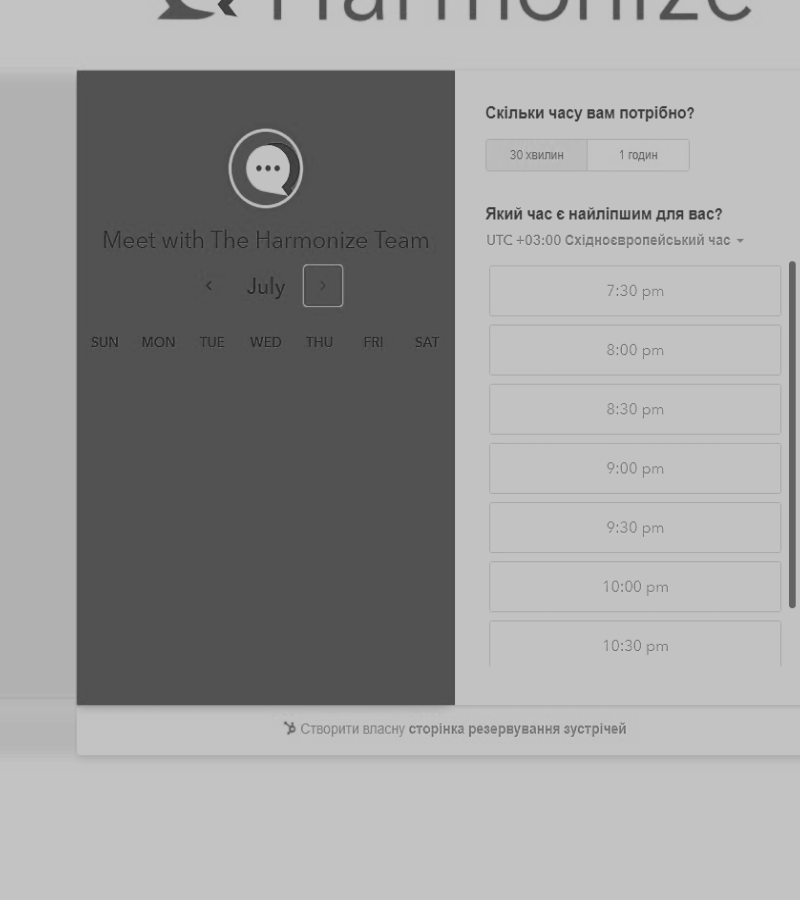 Harmonize
Meet with The Harmonize Team
July
SUN MON TUE WED THU FRI SAT
Скільки часу вам потрібно?
30 хвилин 1 годин
Який час є найліпшим для вас?
UTC +03:00 Східноєвропейський час
7:30 pm
8:00 pm
8:30 pm
9:00 pm
9:30 pm
10:00 pm
10:30 pm
Створити власну сторінка резервування зустрічей